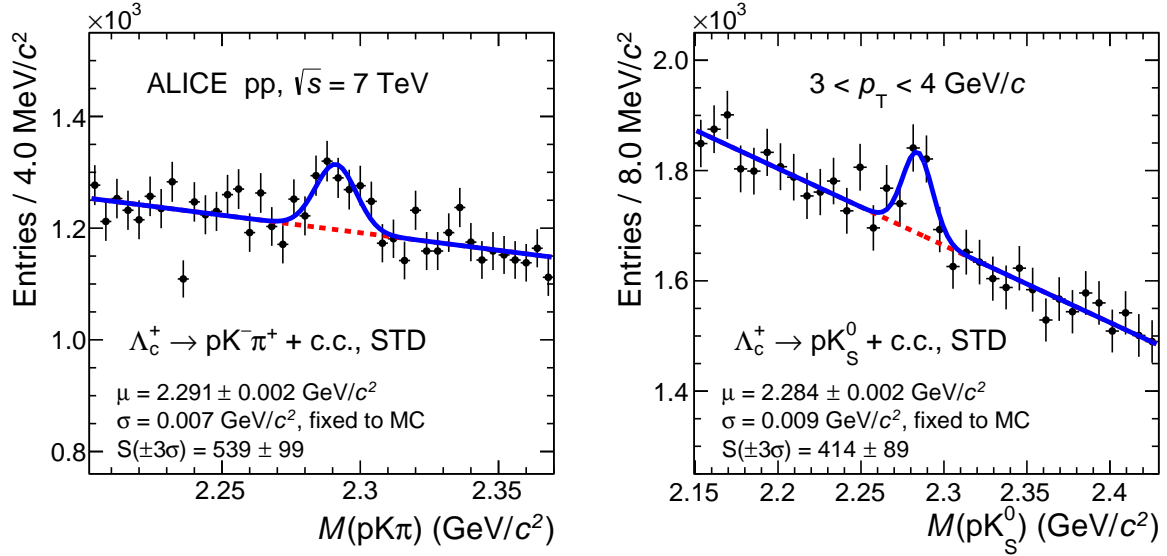 ×10³
Entries / 4.0 MeV/c²
1.4
1.2
1.0
0.8
ALICE pp, √s = 7 TeV
Λc⁺ → pK⁻π⁺ + c.c., STD
μ = 2.291 ± 0.002 GeV/c²
σ = 0.007 GeV/c², fixed to MC
S(±3σ) = 539 ± 99
2.25 2.3 2.35
M(pKπ) (GeV/c²)
×10³
Entries / 8.0 MeV/c²
2.0
1.8
1.6
1.4
3 < pT < 4 GeV/c
Λc⁺ → pK⁰S + c.c., STD
μ = 2.284 ± 0.002 GeV/c²
σ = 0.009 GeV/c², fixed to MC
S(±3σ) = 414 ± 89
2.15 2.2 2.25 2.3 2.35 2.4
M(pK⁰S) (GeV/c²)